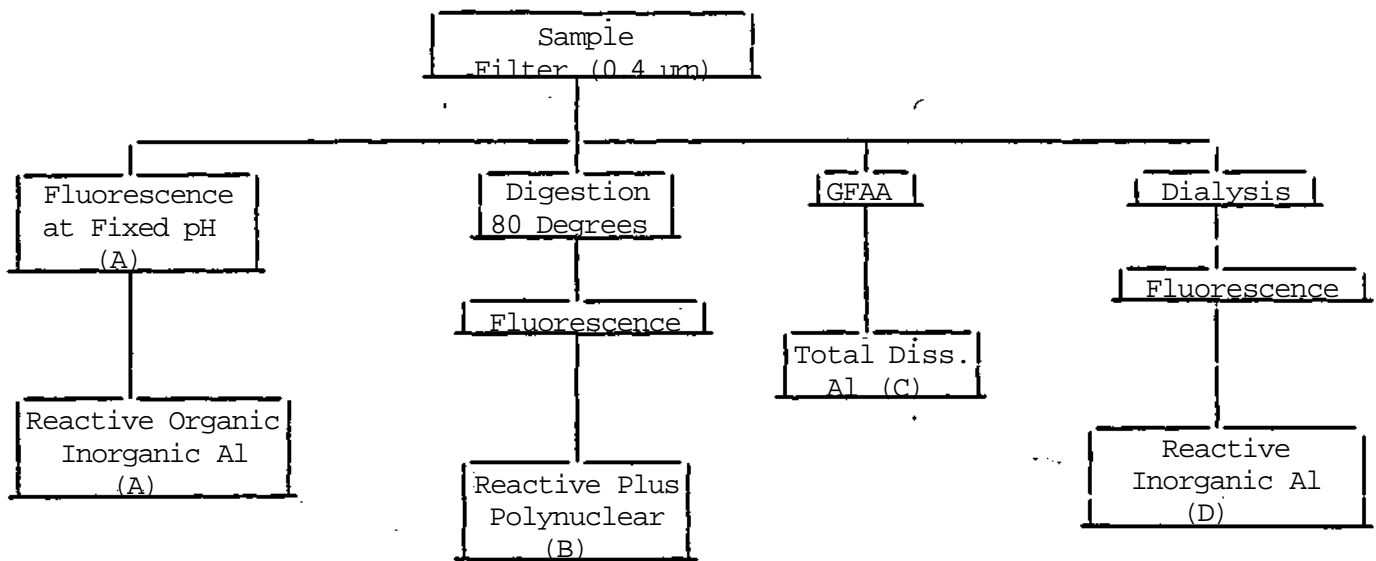 Sample
Filter (0.4 um)
Fluorescence
at Fixed pH
(A)
Reactive Organic
Inorganic Al
(A)
Digestion
80 Degrees
Fluorescence
Reactive Plus
Polynuclear
(B)
GFAA
Total Diss.
Al (C)
Dialysis
Fluorescence
Reactive
Inorganic Al
(D)